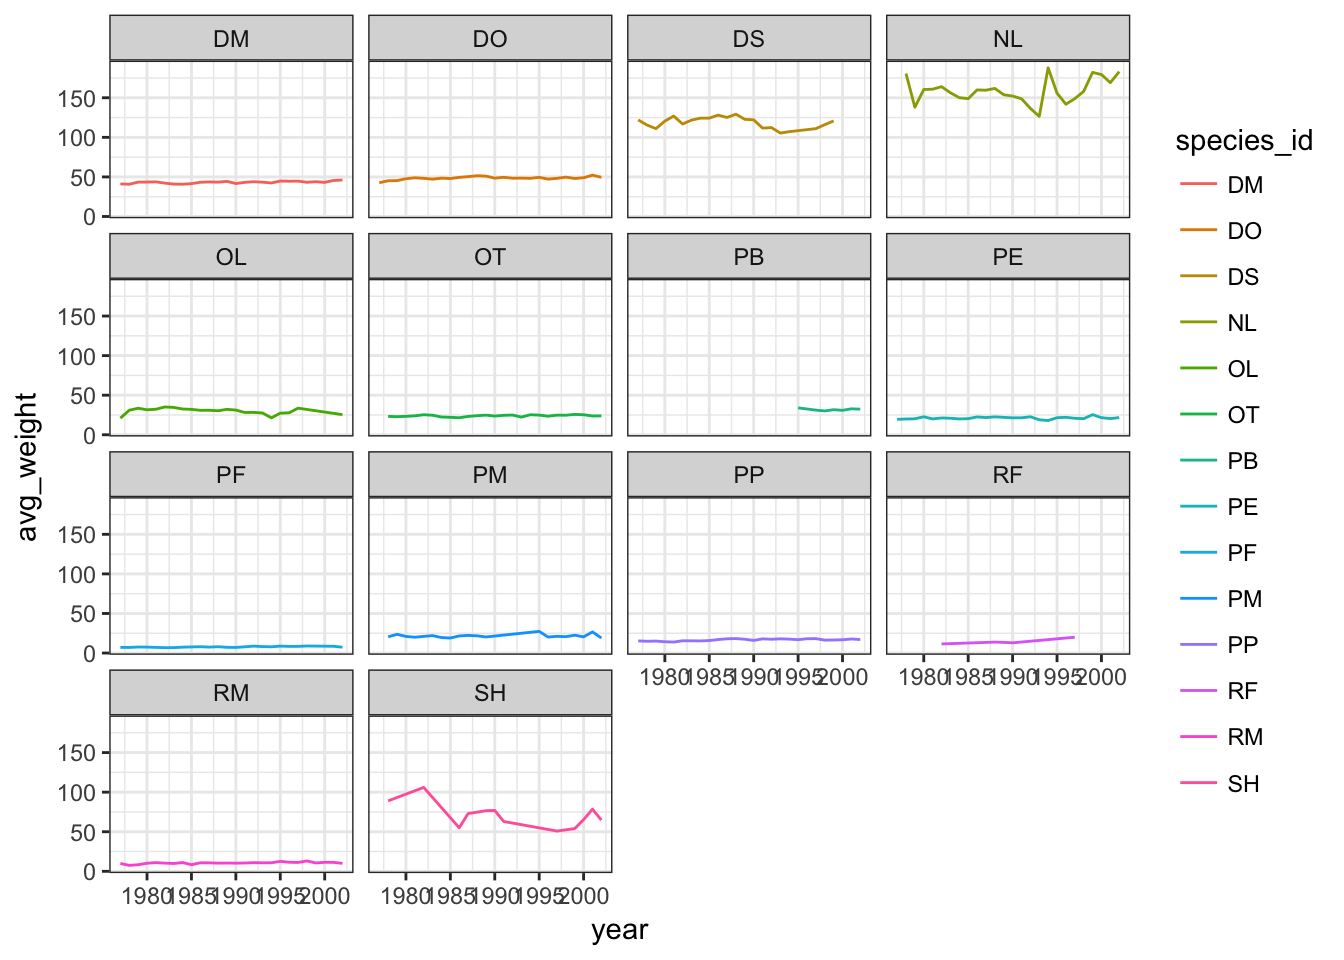 DM DO DS NL
150
100
50
0
OL OT PB PE
150
100
50
0
PF PM PP RF
150
100
50
0
1980 1985 1990 1995 2000 1980 1985 1990 1995 2000
RM SH
150
100
50
0
1980 1985 1990 1995 2000 1980 1985 1990 1995 2000
year
avg_weight
species_id
DM
DO
DS
NL
OL
OT
PB
PE
PF
PM
PP
RF
RM
SH